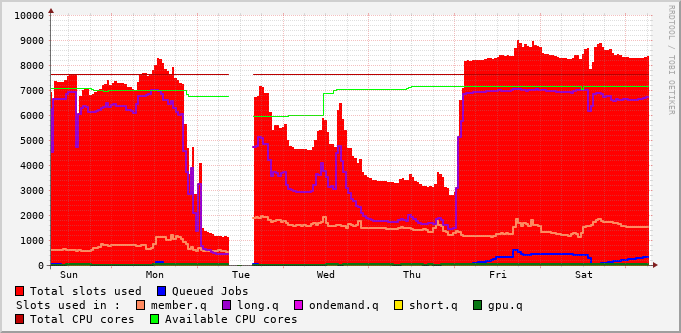 RRDTOOL / TOBI OETIKER
10000
9000
8000
7000
6000
5000
4000
3000
2000
1000
0
Sun Mon Tue Wed Thu Fri Sat
Total slots used Queued Jobs
Slots used in : member.q long.q ondemand.q short.q gpu.q
Total CPU cores Available CPU cores